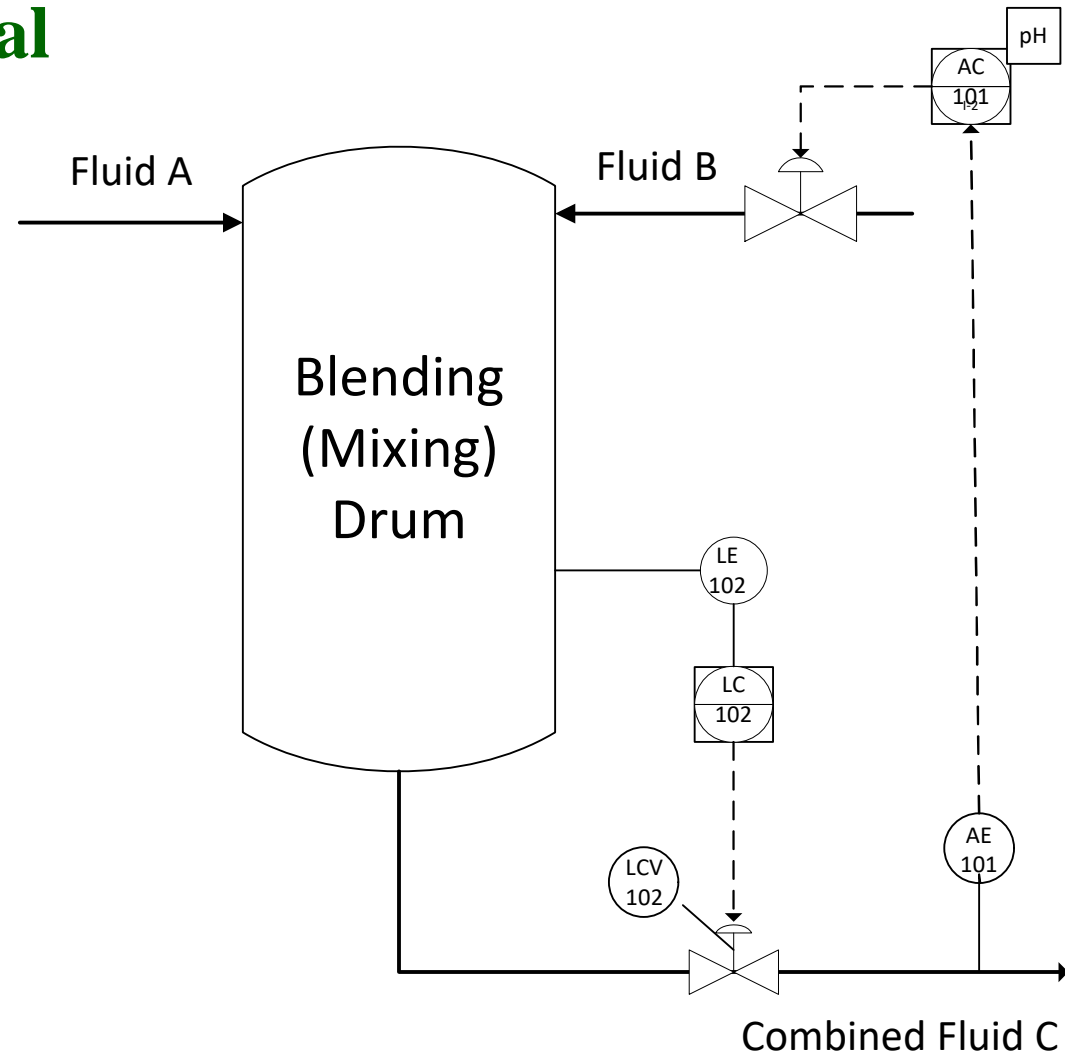 al
pH
AC
101
I-2
Fluid A
Fluid B
Blending
(Mixing)
Drum
LE
102
LC
102
AE
101
LCV
102
Combined Fluid C